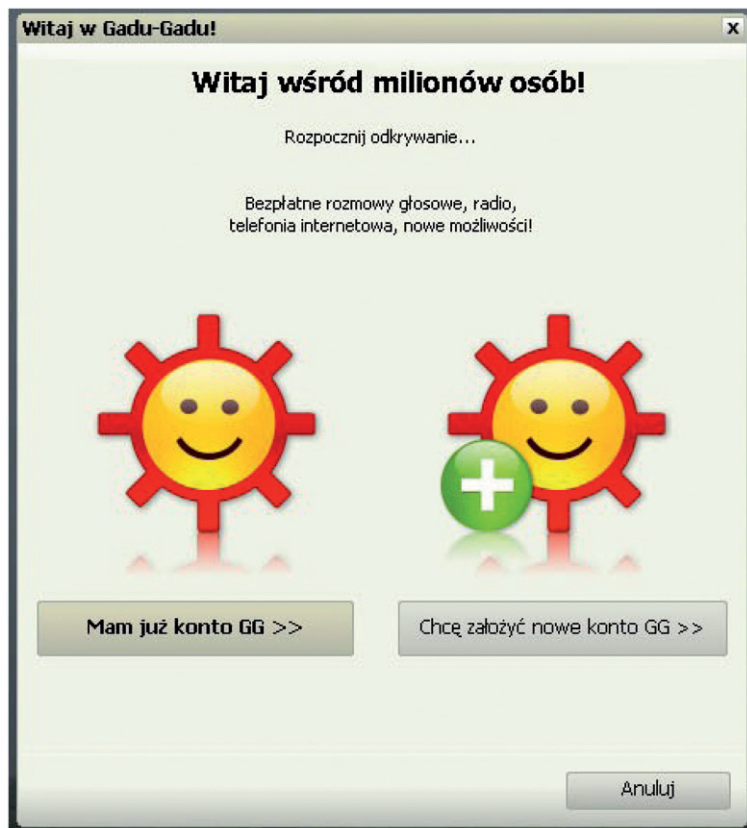 Witaj w Gadu-Gadu!
x
Witaj wśród milionów osób!
Rozpocznij odkrywanie...
Bezpłatne rozmowy głosowe, radio,
telefonia internetowa, nowe możliwości!
Mam już konto GG >>
Chcę założyć nowe konto GG >>
Anuluj